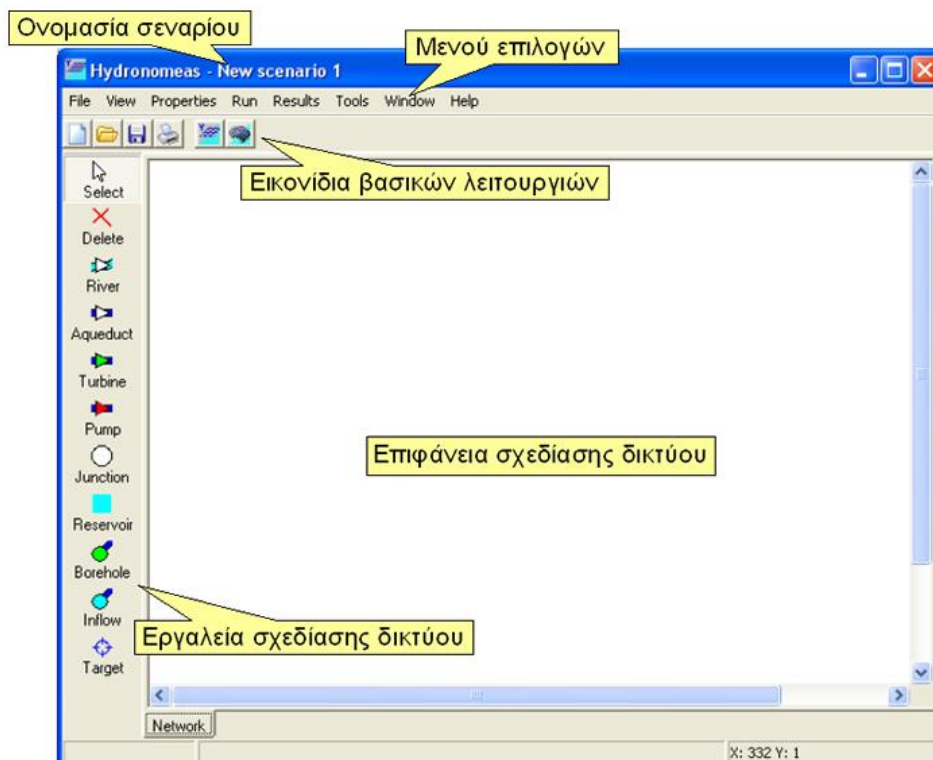 Ονομασία σεναρίου
Μενού επιλογών
Hydronomeas - New scenario 1
File View Properties Run Results Tools Window Help
Εικονίδια βασικών λειτουργιών
Select
Delete
River
Aqueduct
Turbine
Pump
Junction
Reservoir
Borehole
Inflow
Target
Επιφάνεια σχεδίασης δικτύου
Εργαλεία σχεδίασης δικτύου
Network
X: 332 Y: 1